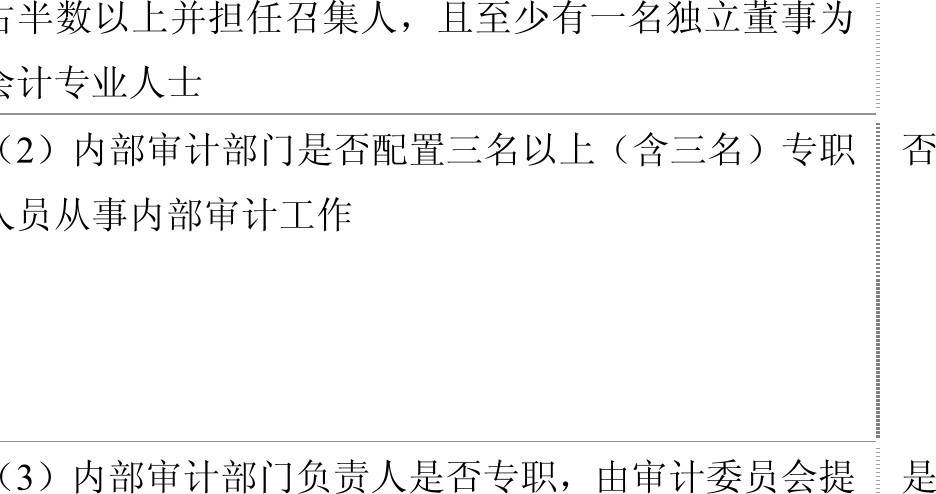 占半数以上并担任召集人，且至少有一名独立董事为
会计专业人士
（2）内部审计部门是否配置三名以上（含三名）专职 否
人员从事内部审计工作
（3）内部审计部门负责人是否专职，由审计委员会提 是